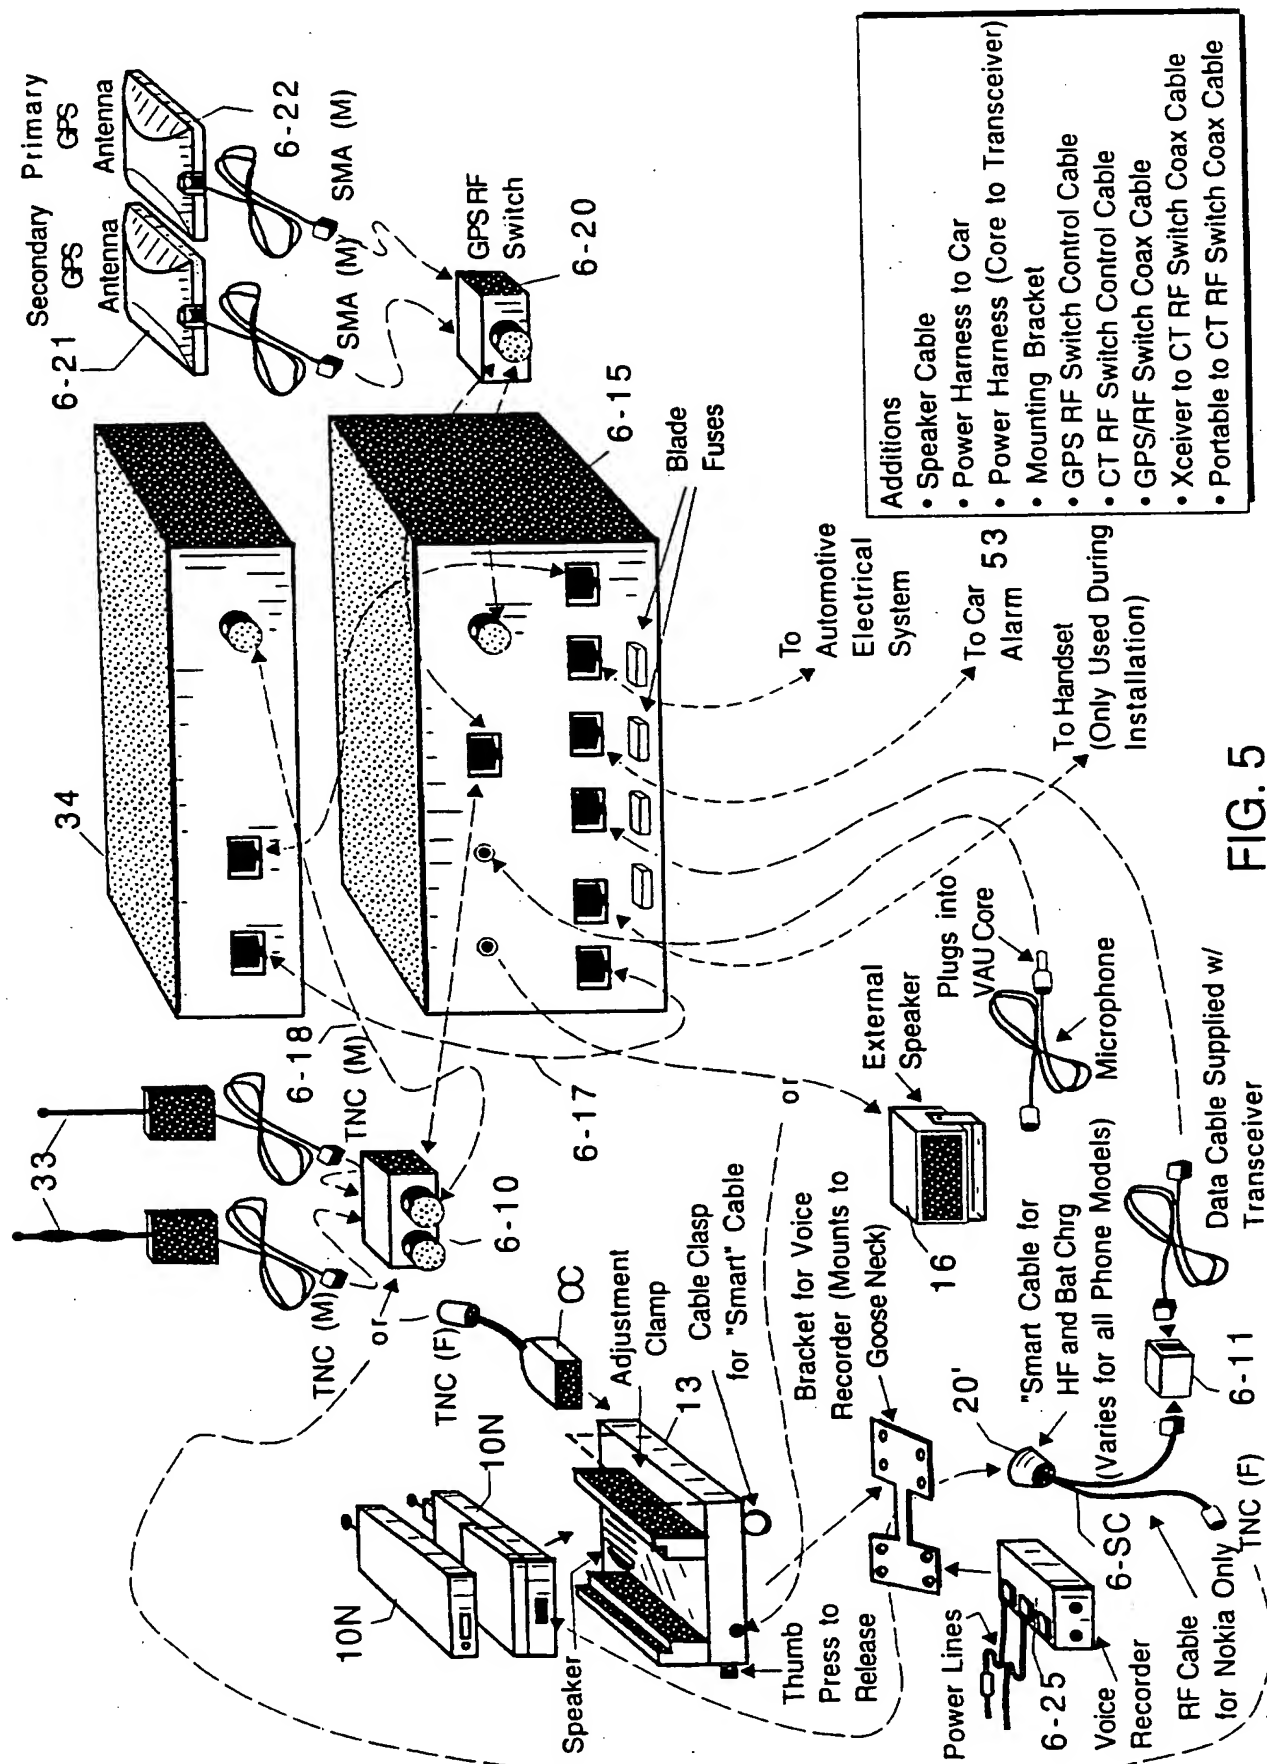 Secondary
GPS
Antenna
Primary
GPS
Antenna
6-21
6-22
SMA (M)
SMA (M)
GPS RF
Switch
6-20
34
6-15
Blade
Fuses
33
TNC (M)
TNC (M)
6-18
6-10
6-17
or
TNC (F)
CC
10N
10N
Speaker
Adjustment
Clamp
13
Cable Clasp
for "Smart" Cable
or
Thumb
Press to
Release
Bracket for Voice
Recorder (Mounts to
Goose Neck)
External
Speaker
16
Plugs into
VAU Core
Microphone
To
Automotive
Electrical
System
To Car
Alarm
53
To Handset
(Only Used During
Installation)
20'
"Smart Cable for
HF and Bat Chrg
(Varies for all Phone Models)
Data Cable Supplied w/
Transceiver
6-11
Power Lines
6-25
Voice
Recorder
6-SC
RF Cable
for Nokia Only
TNC (F)
Additions
• Speaker Cable
• Power Harness to Car
• Power Harness (Core to Transceiver)
• Mounting Bracket
• GPS RF Switch Control Cable
• CT RF Switch Control Cable
• GPS/RF Switch Coax Cable
• Xceiver to CT RF Switch Coax Cable
• Portable to CT RF Switch Coax Cable
FIG. 5